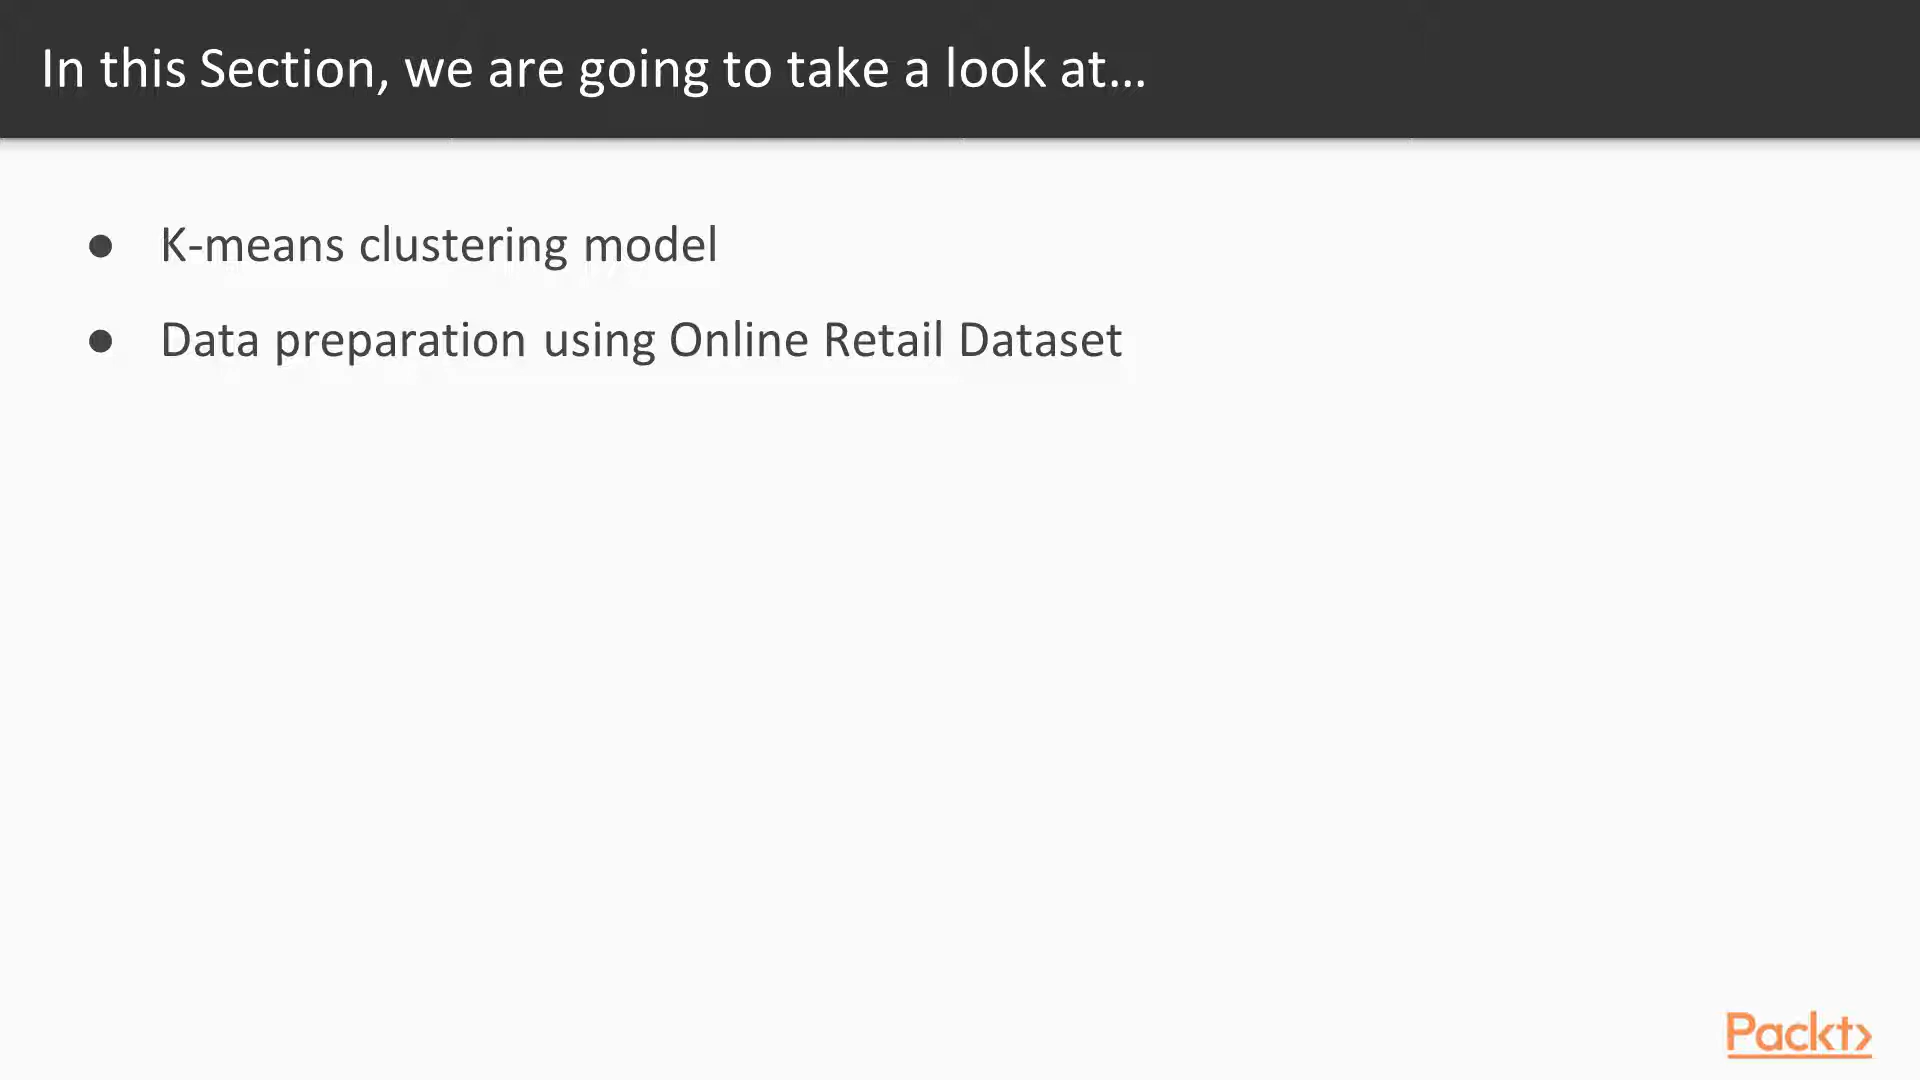 In this Section, we are going to take a look at...
● K-means clustering model
● Data preparation using Online Retail Dataset
Packt>